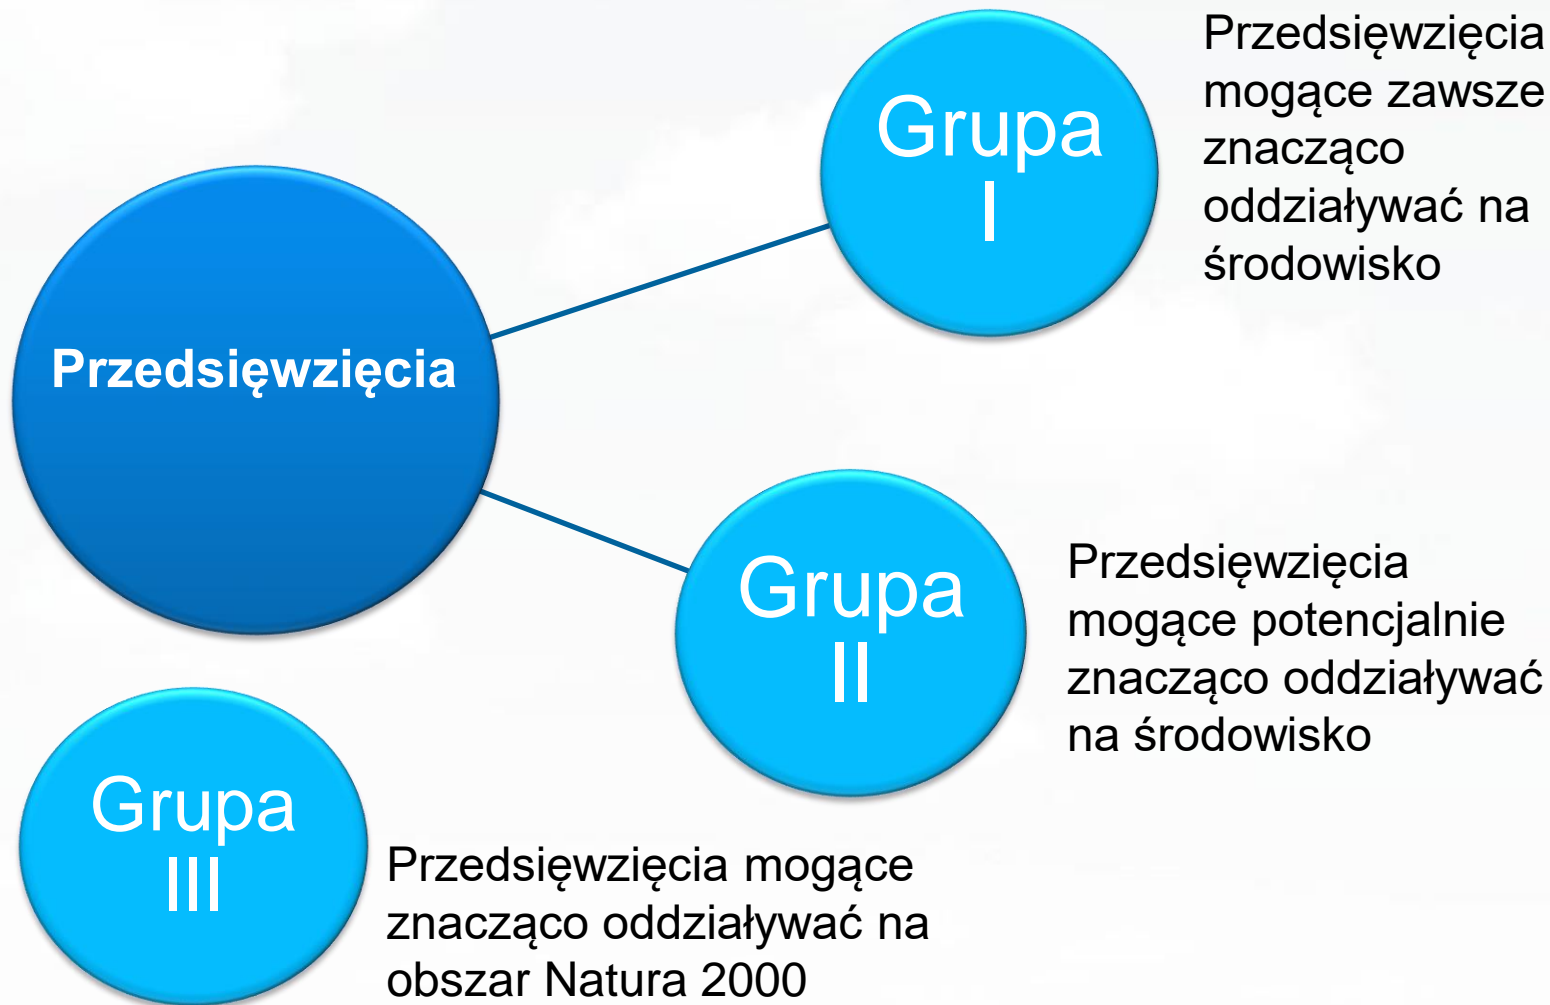 Przedsięwzięcia
Grupa
I
Przedsięwzięcia
mogące zawsze
znacząco
oddziaływać na
środowisko
Grupa
II
Przedsięwzięcia
mogące potencjalnie
znacząco oddziaływać
na środowisko
Grupa
III
Przedsięwzięcia mogące
znacząco oddziaływać na
obszar Natura 2000